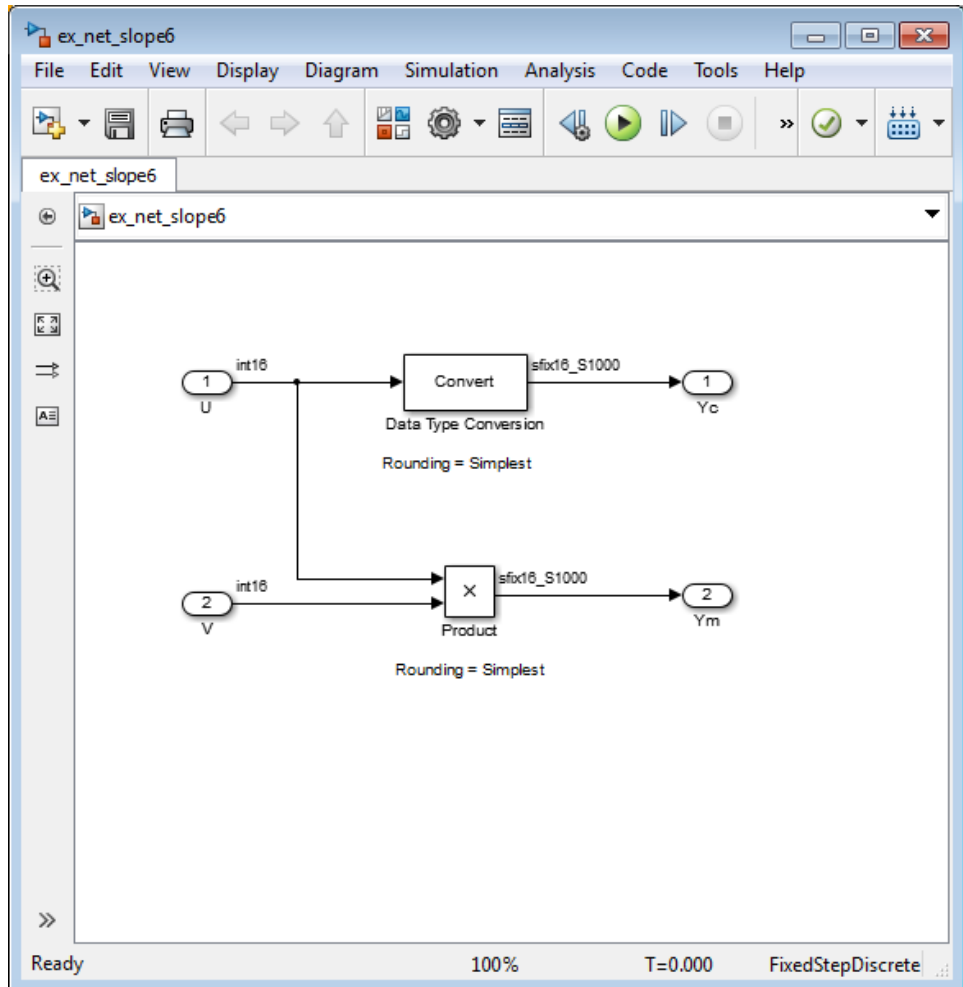 ex_net_slope6
File Edit View Display Diagram Simulation Analysis Code Tools Help
»
ex_net_slope6
ex_net_slope6
int16
1
U
Convert
Data Type Conversion
Rounding = Simplest
sfix16_S1000
1
Yc
int16
2
V
×
Product
Rounding = Simplest
sfix16_S1000
2
Ym
A
»
Ready 100% T=0.000 FixedStepDiscrete